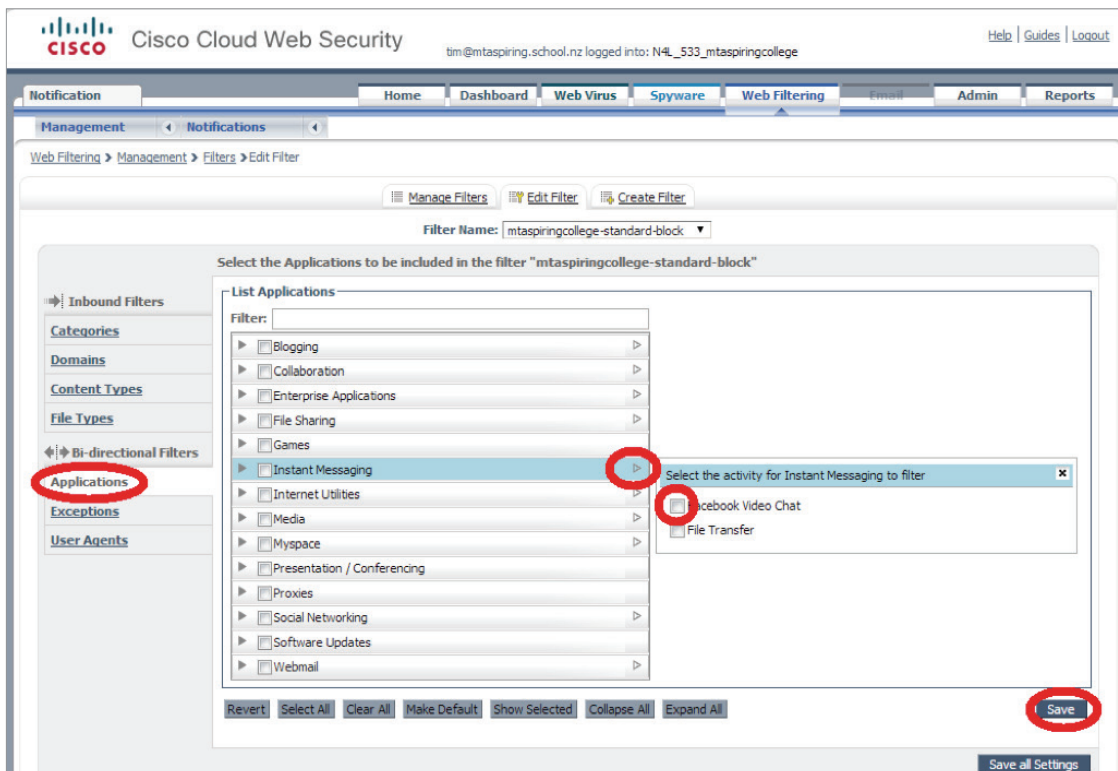 CISCO
Cisco Cloud Web Security
tim@mtaspiring.school.nz logged into: N4L_533_mtaspiringcollege
Help | Guides | Logout
Notification
Home
Dashboard
Web Virus
Spyware
Web Filtering
Email
Admin
Reports
Management
Notifications
Web Filtering > Management > Filters > Edit Filter
Manage Filters
Edit Filter
Create Filter
Filter Name: mtaspiringcollege-standard-block
Select the Applications to be included in the filter "mtaspiringcollege-standard-block"
Inbound Filters
Categories
Domains
Content Types
File Types
Bi-directional Filters
Applications
Exceptions
User Agents
List Applications
Filter:
Blogging
Collaboration
Enterprise Applications
File Sharing
Games
Instant Messaging
Internet Utilities
Media
Myspace
Presentation / Conferencing
Proxies
Social Networking
Software Updates
Webmail
Select the activity for Instant Messaging to filter
Facebook Video Chat
File Transfer
Revert
Select All
Clear All
Make Default
Show Selected
Collapse All
Expand All
Save
Save all Settings